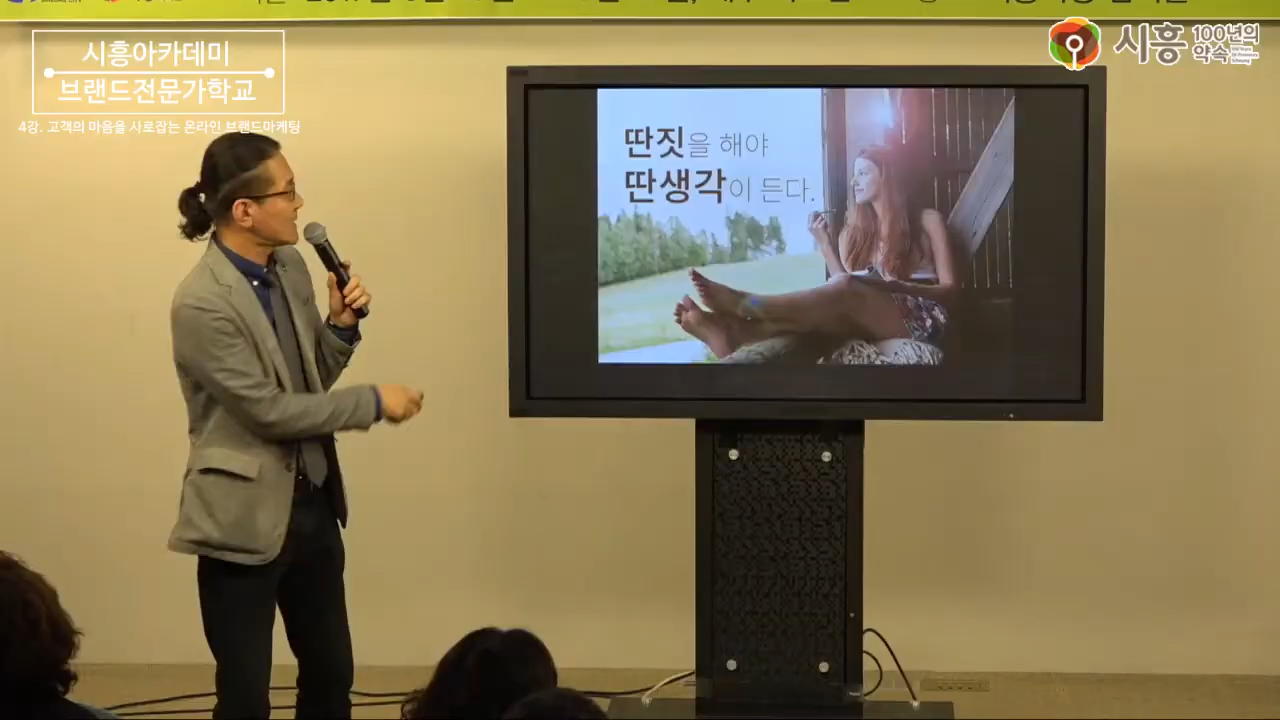 시흥아카데미
브랜드전문가학교
4강. 고객의 마음을 사로잡는 온라인 브랜드마케팅
시흥 100년의
약속
딴짓을 해야
딴생각이 든다.